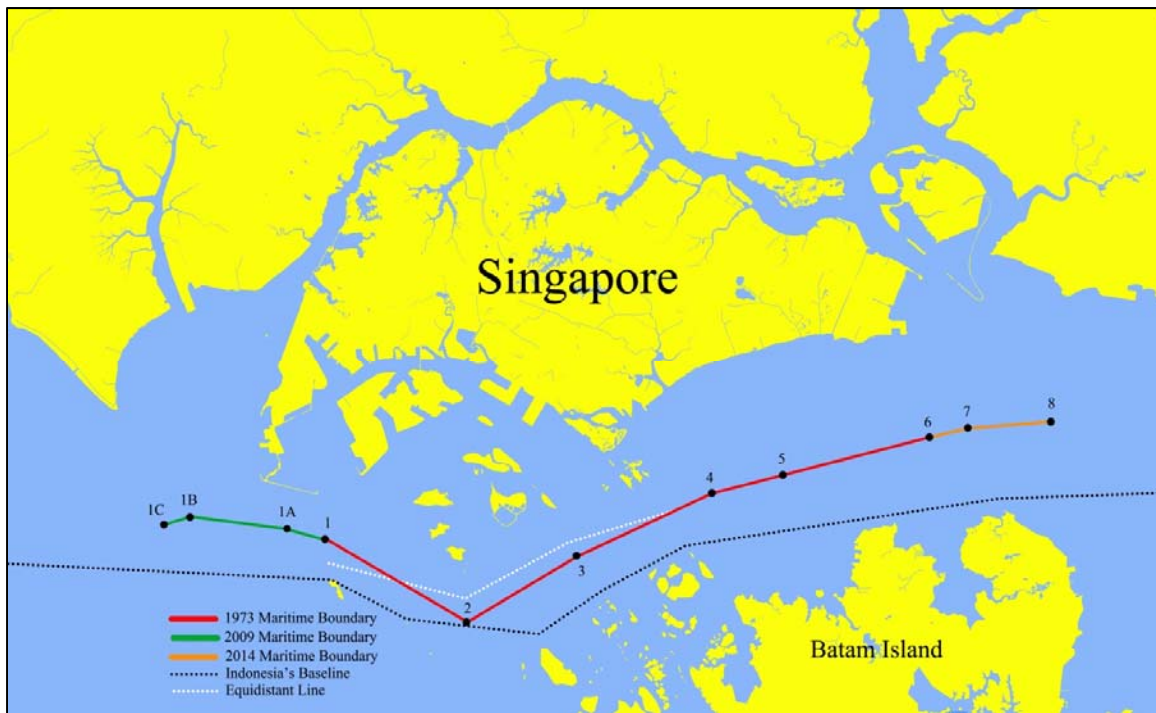 Singapore
8
7
6
5
4
1B
1C
1A
1
3
2
1973 Maritime Boundary
2009 Maritime Boundary
2014 Maritime Boundary
Indonesia's Baseline
Equidistant Line
Batam Island